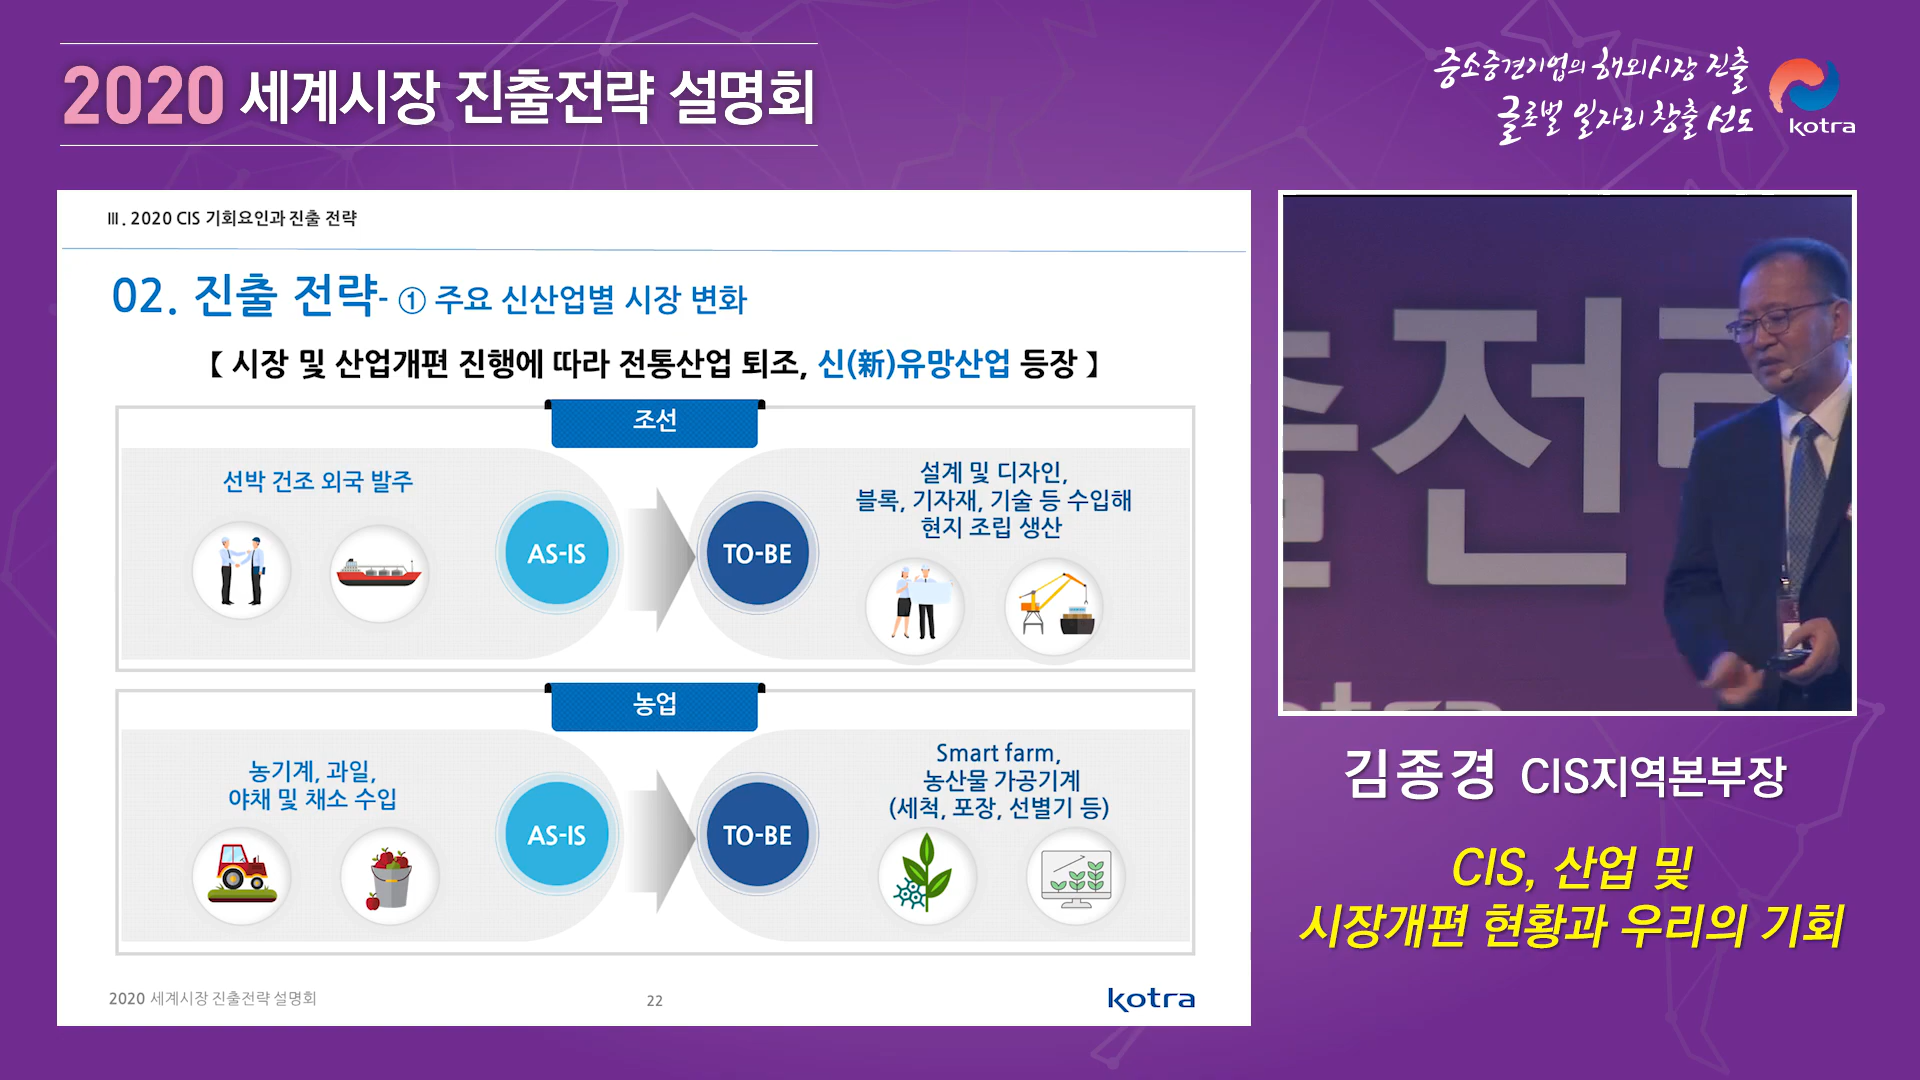 2020 세계시장 진출전략 설명회
중소중견기업의 해외시장 진출
글로벌 일자리 창출 선도
kotra
Ⅲ. 2020 CIS 기회요인과 진출 전략
02. 진출 전략- ① 주요 신산업별 시장 변화
【 시장 및 산업개편 진행에 따라 전통산업 퇴조, 신(新)유망산업 등장 】
조선
선박 건조 외국 발주
AS-IS
TO-BE
설계 및 디자인,
블록, 기자재, 기술 등 수입해
현지 조립 생산
농업
농기계, 과일,
야채 및 채소 수입
AS-IS
TO-BE
Smart farm,
농산물 가공기계
(세척, 포장, 선별기 등)
2020 세계시장 진출전략 설명회
22
kotra
출전략
kotra
김종경 CIS지역본부장
CIS, 산업 및
시장개편 현황과 우리의 기회